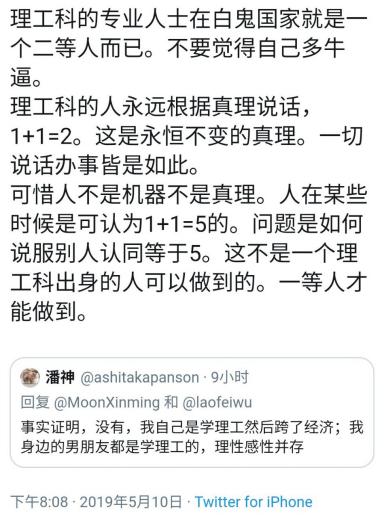 理工科的专业人士在白鬼国家就是一
个二等人而已。不要觉得自己多牛
逼。
理工科的人永远根据真理说话，
1+1=2。这是永恒不变的真理。一切
说话办事皆是如此。
可惜人不是机器不是真理。人在某些
时候是可认为1+1=5的。问题是如何
说服别人认同等于5。这不是一个理
工科出身的人可以做到的。一等人才
能做到。
潘神 @ashitakapanson · 9小时
回复 @MoonXinming 和 @laofeiwu
事实证明，没有，我自己是学理工然后跨了经济；我
身边的男朋友都是学理工的，理性感性并存
下午8:08 · 2019年5月10日 · Twitter for iPhone